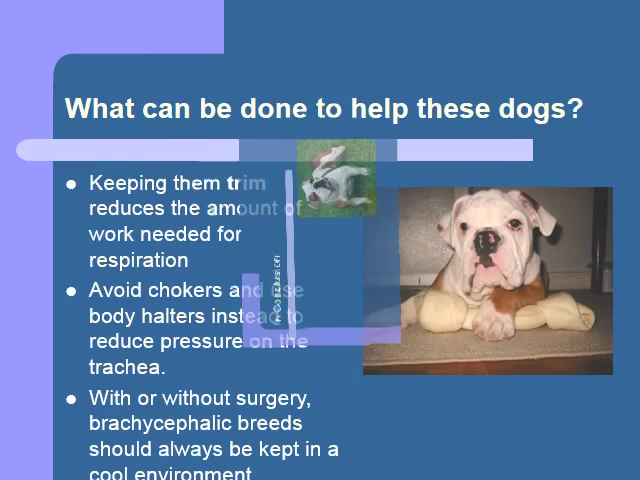 What can be done to help these dogs?
Keeping them trim
reduces the amount of
work needed for
respiration
Avoid chokers and use
body halters instead to
reduce pressure on the
trachea.
With or without surgery,
brachycephalic breeds
should always be kept in a
cool environment